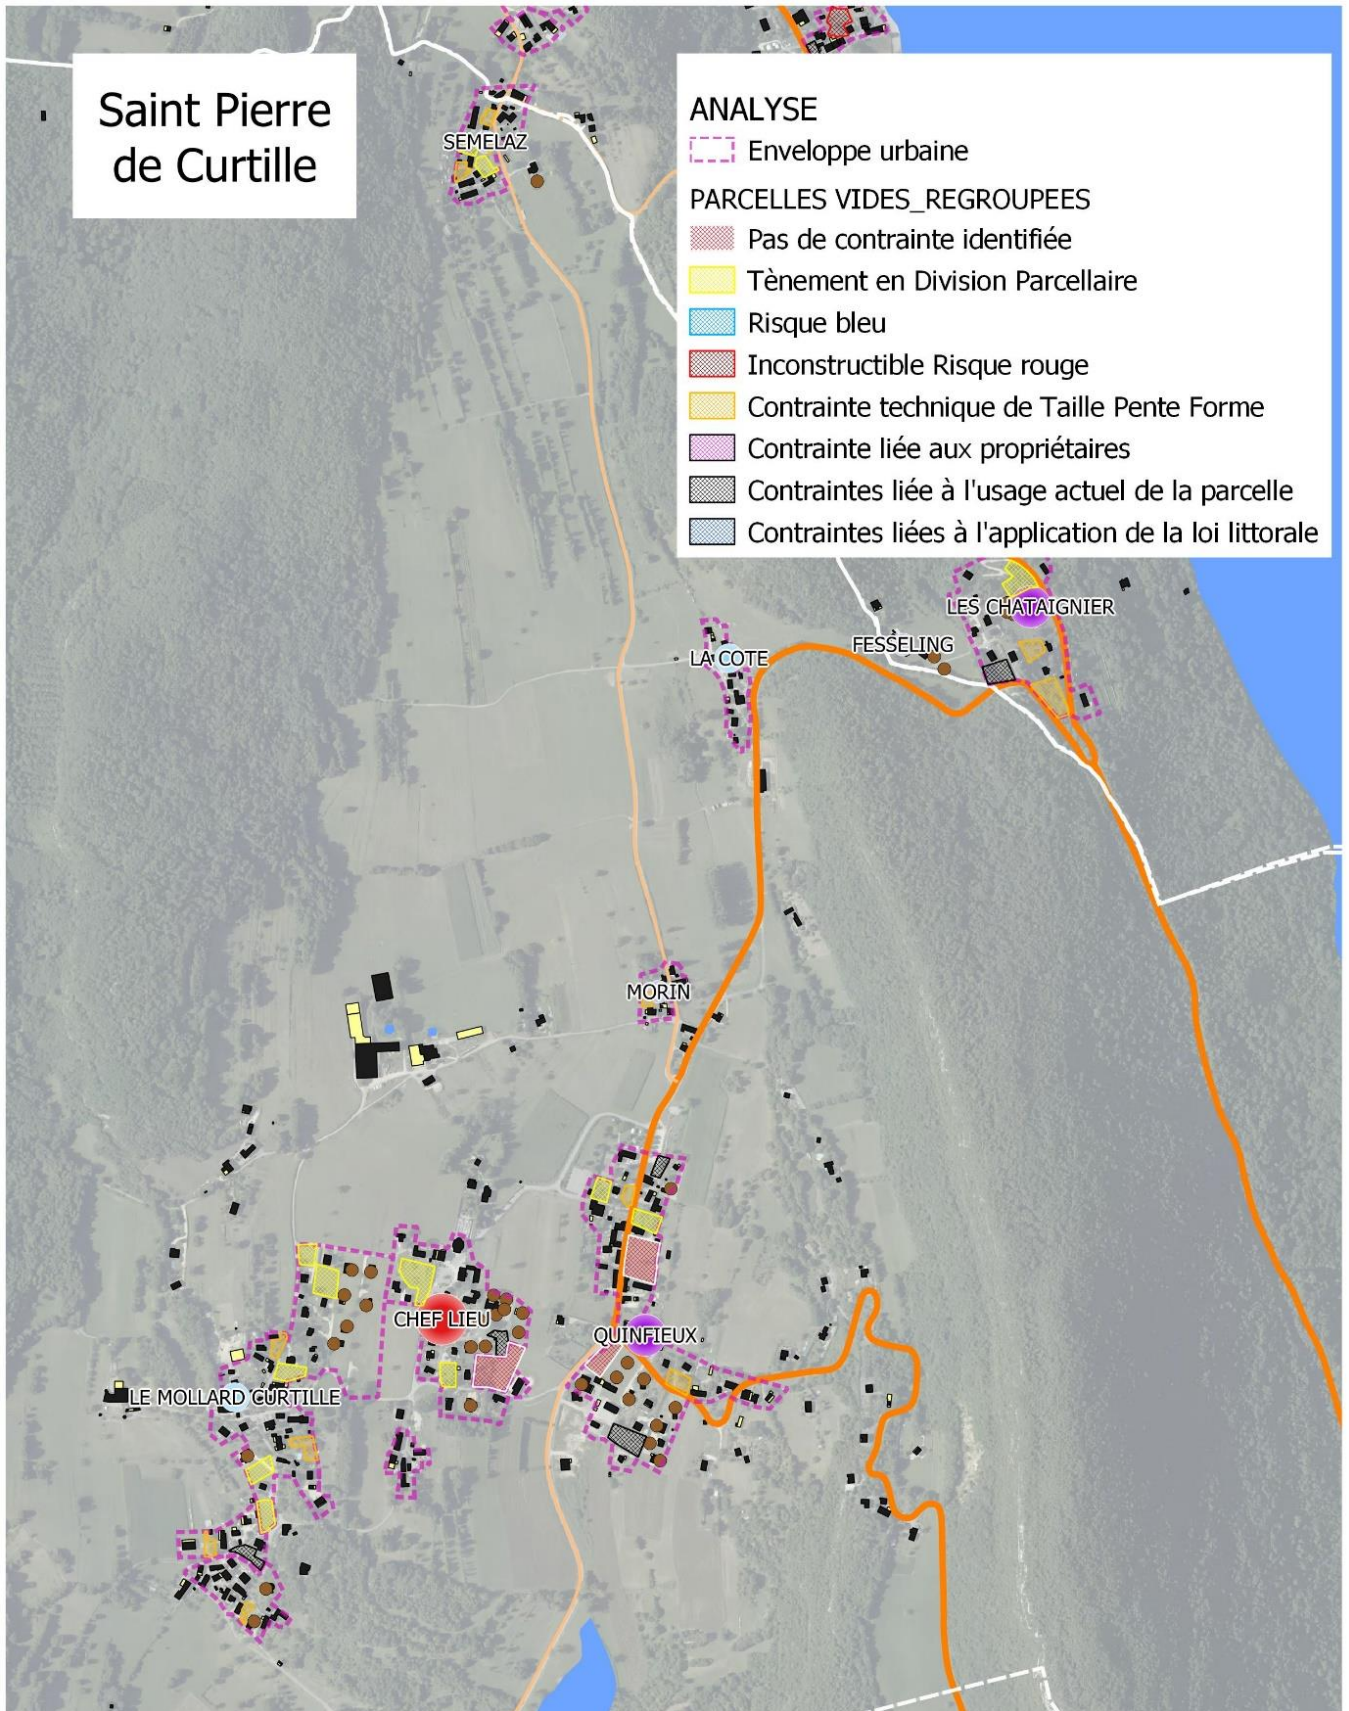 Saint Pierre
de Curtille
ANALYSE
Enveloppe urbaine
PARCELLES VIDES_REGROUPEES
Pas de contrainte identifiée
Tènement en Division Parcellaire
Risque bleu
Inconstructible Risque rouge
Contrainte technique de Taille Pente Forme
Contrainte liée aux propriétaires
Contraintes liée à l'usage actuel de la parcelle
Contraintes liées à l'application de la loi littorale
SEMELAZ
LES CHATAIGNIER
FESSELING
LA COTE
MORIN
CHEF LIEU
QUINFIEUX
LE MOLLARD CURTILLE